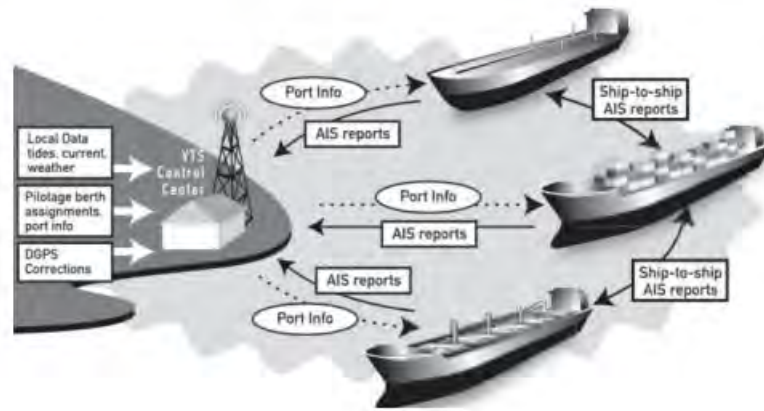 Port Info
AIS reports
Ship-to-ship
AIS reports
Local Data
tides, current,
weather
VTS
Control
Center
Pilotage berth
assignments,
port info
DGPS
Corrections
Port Info
AIS reports
AIS reports
Port Info
Ship-to-ship
AIS reports